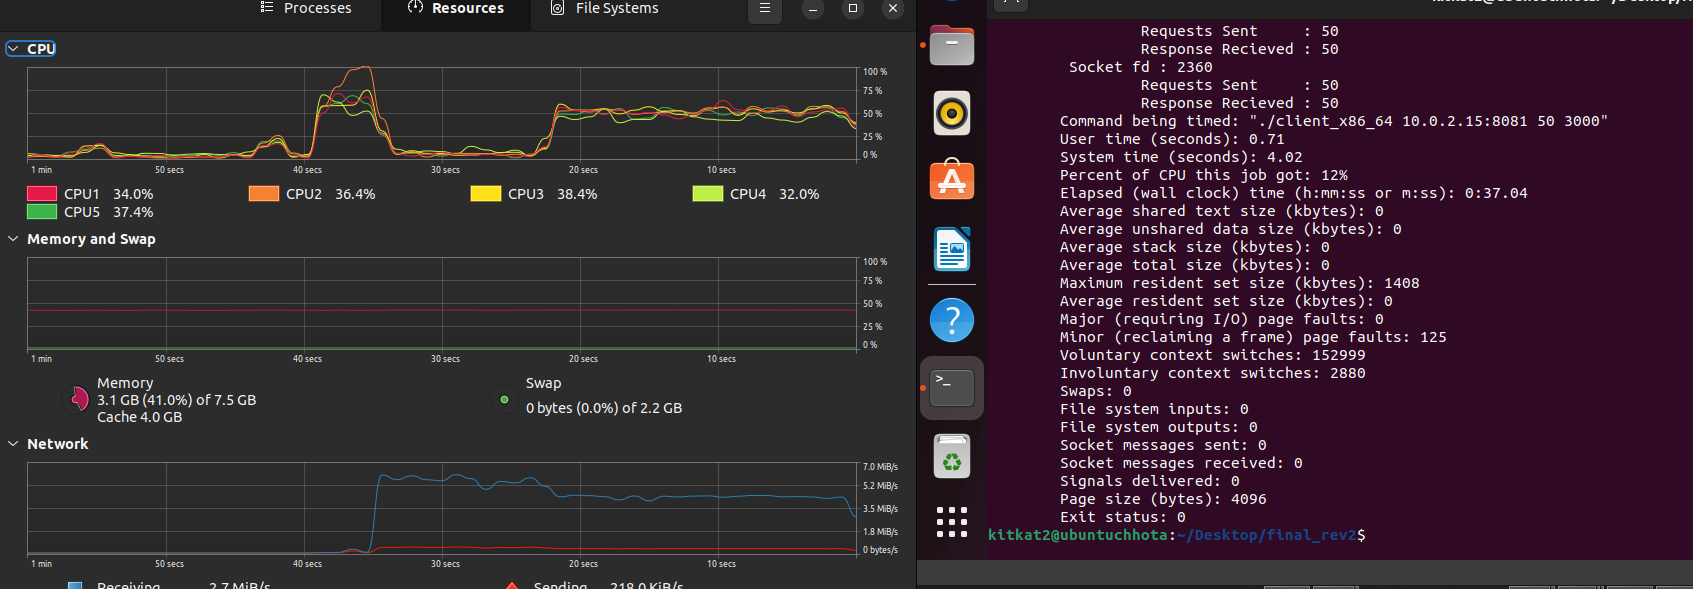 Processes
Resources
File Systems
CPU
100 %
75 %
50 %
25 %
0 %
1 min
50 secs
40 secs
30 secs
20 secs
10 secs
CPU1 34.0%
CPU2 36.4%
CPU3 38.4%
CPU4 32.0%
CPU5 37.4%
Memory and Swap
100 %
75 %
50 %
25 %
0 %
1 min
50 secs
40 secs
30 secs
20 secs
10 secs
Memory
3.1 GB (41.0%) of 7.5 GB
Cache 4.0 GB
Swap
0 bytes (0.0%) of 2.2 GB
Network
7.0 MiB/s
5.2 MiB/s
3.5 MiB/s
1.8 MiB/s
0 bytes/s
1 min
50 secs
40 secs
30 secs
20 secs
10 secs
Receiving 2.7 MiB/s
Sending 218.0 KiB/s
Requests Sent : 50
Response Recieved : 50
Socket fd : 2360
Requests Sent : 50
Response Recieved : 50
Command being timed: "./client_x86_64 10.0.2.15:8081 50 3000"
User time (seconds): 0.71
System time (seconds): 4.02
Percent of CPU this job got: 12%
Elapsed (wall clock) time (h:mm:ss or m:ss): 0:37.04
Average shared text size (kbytes): 0
Average unshared data size (kbytes): 0
Average stack size (kbytes): 0
Average total size (kbytes): 0
Maximum resident set size (kbytes): 1408
Average resident set size (kbytes): 0
Major (requiring I/O) page faults: 0
Minor (reclaiming a frame) page faults: 125
Voluntary context switches: 152999
Involuntary context switches: 2880
Swaps: 0
File system inputs: 0
File system outputs: 0
Socket messages sent: 0
Socket messages received: 0
Signals delivered: 0
Page size (bytes): 4096
Exit status: 0
kitkat2@ubuntuchhota:~/Desktop/final_rev2$